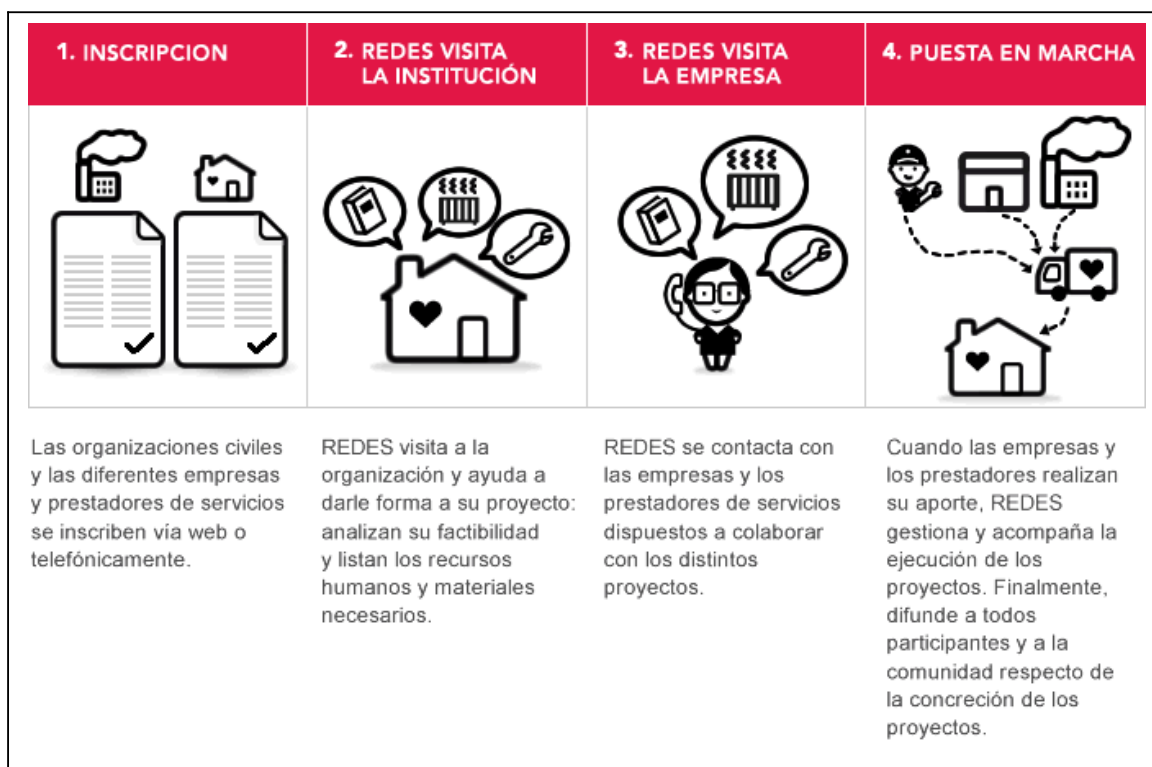 1. INSCRIPCION
2. REDES VISITA
LA INSTITUCIÓN
3. REDES VISITA
LA EMPRESA
4. PUESTA EN MARCHA
Las organizaciones civiles
y las diferentes empresas
y prestadores de servicios
se inscriben vía web o
telefónicamente.
REDES visita a la
organización y ayuda a
darle forma a su proyecto:
analizan su factibilidad
y listan los recursos
humanos y materiales
necesarios.
REDES se contacta con
las empresas y los
prestadores de servicios
dispuestos a colaborar
con los distintos
proyectos.
Cuando las empresas y
los prestadores realizan
su aporte, REDES
gestiona y acompaña la
ejecución de los
proyectos. Finalmente,
difunde a todos
participantes y a la
comunidad respecto de
la concreción de los
proyectos.